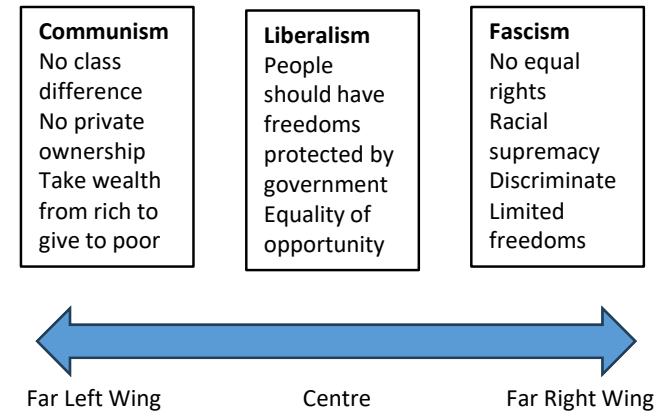 Communism
No class
difference
No private
ownership
Take wealth
from rich to
give to poor
Liberalism
People
should have
freedoms
protected by
government
Equality of
opportunity
Fascism
No equal
rights
Racial
supremacy
Discriminate
Limited
freedoms
Far Left Wing
Centre
Far Right Wing